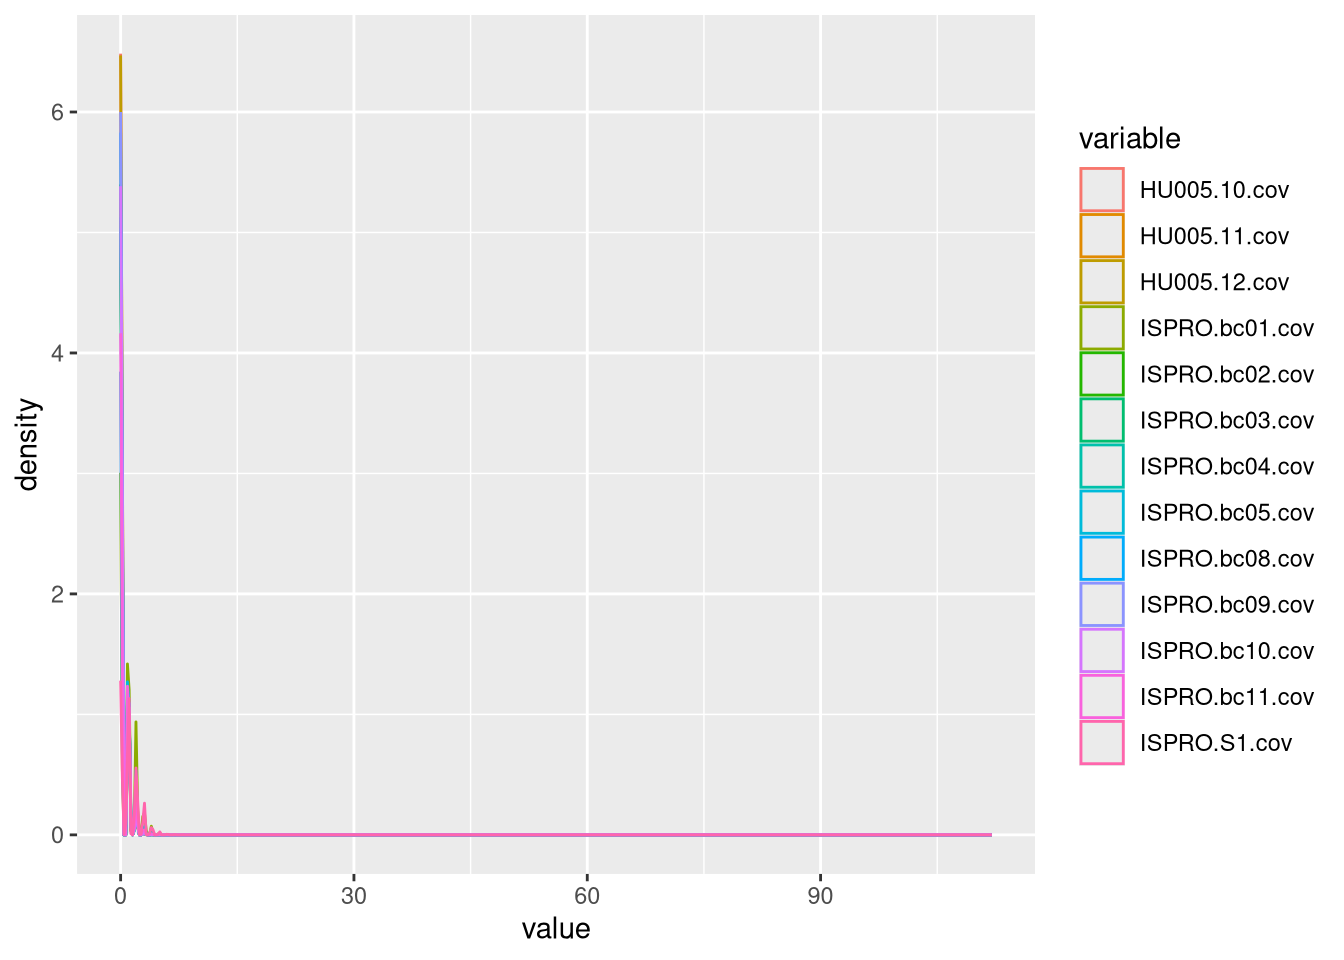 6
4
2
0
density
0
30
60
90
value
variable
HU005.10.cov
HU005.11.cov
HU005.12.cov
ISPRO.bc01.cov
ISPRO.bc02.cov
ISPRO.bc03.cov
ISPRO.bc04.cov
ISPRO.bc05.cov
ISPRO.bc08.cov
ISPRO.bc09.cov
ISPRO.bc10.cov
ISPRO.bc11.cov
ISPRO.S1.cov